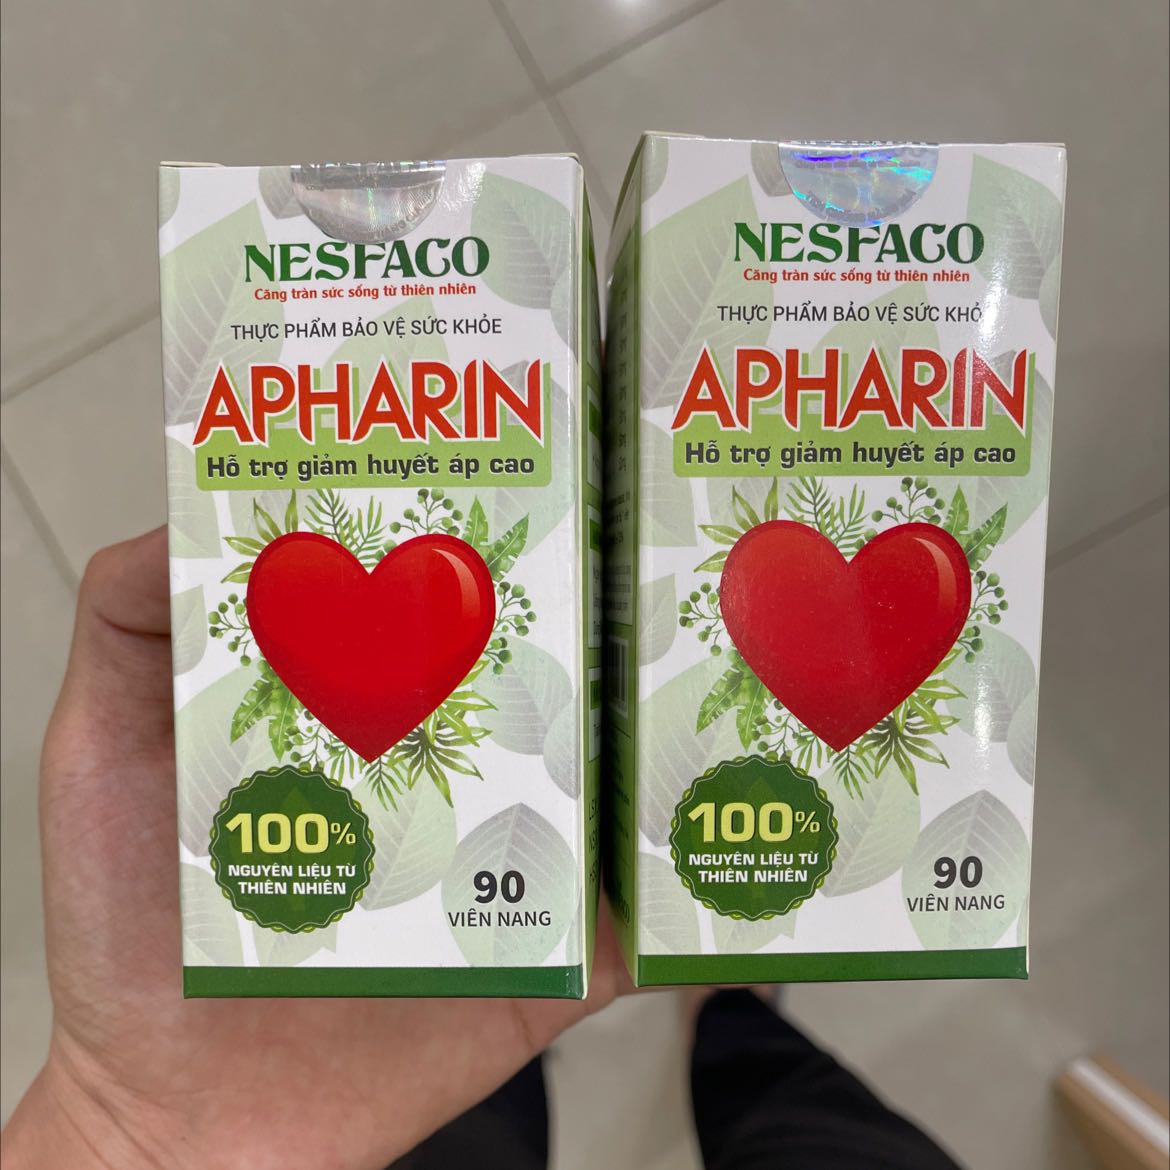 NESFACO
Căng tràn sức sống từ thiên nhiên
THỰC PHẨM BẢO VỆ SỨC KHỎE
APHARIN
Hỗ trợ giảm huyết áp cao
100%
NGUYÊN LIỆU TỪ
THIÊN NHIÊN
90
VIÊN NANG
NESFACO
Căng tràn sức sống từ thiên nhiên
THỰC PHẨM BẢO VỆ SỨC KHỎ
APHARIN
Hỗ trợ giảm huyết áp cao
100%
NGUYÊN LIỆU TỪ
THIÊN NHIÊN
90
VIÊN NANG